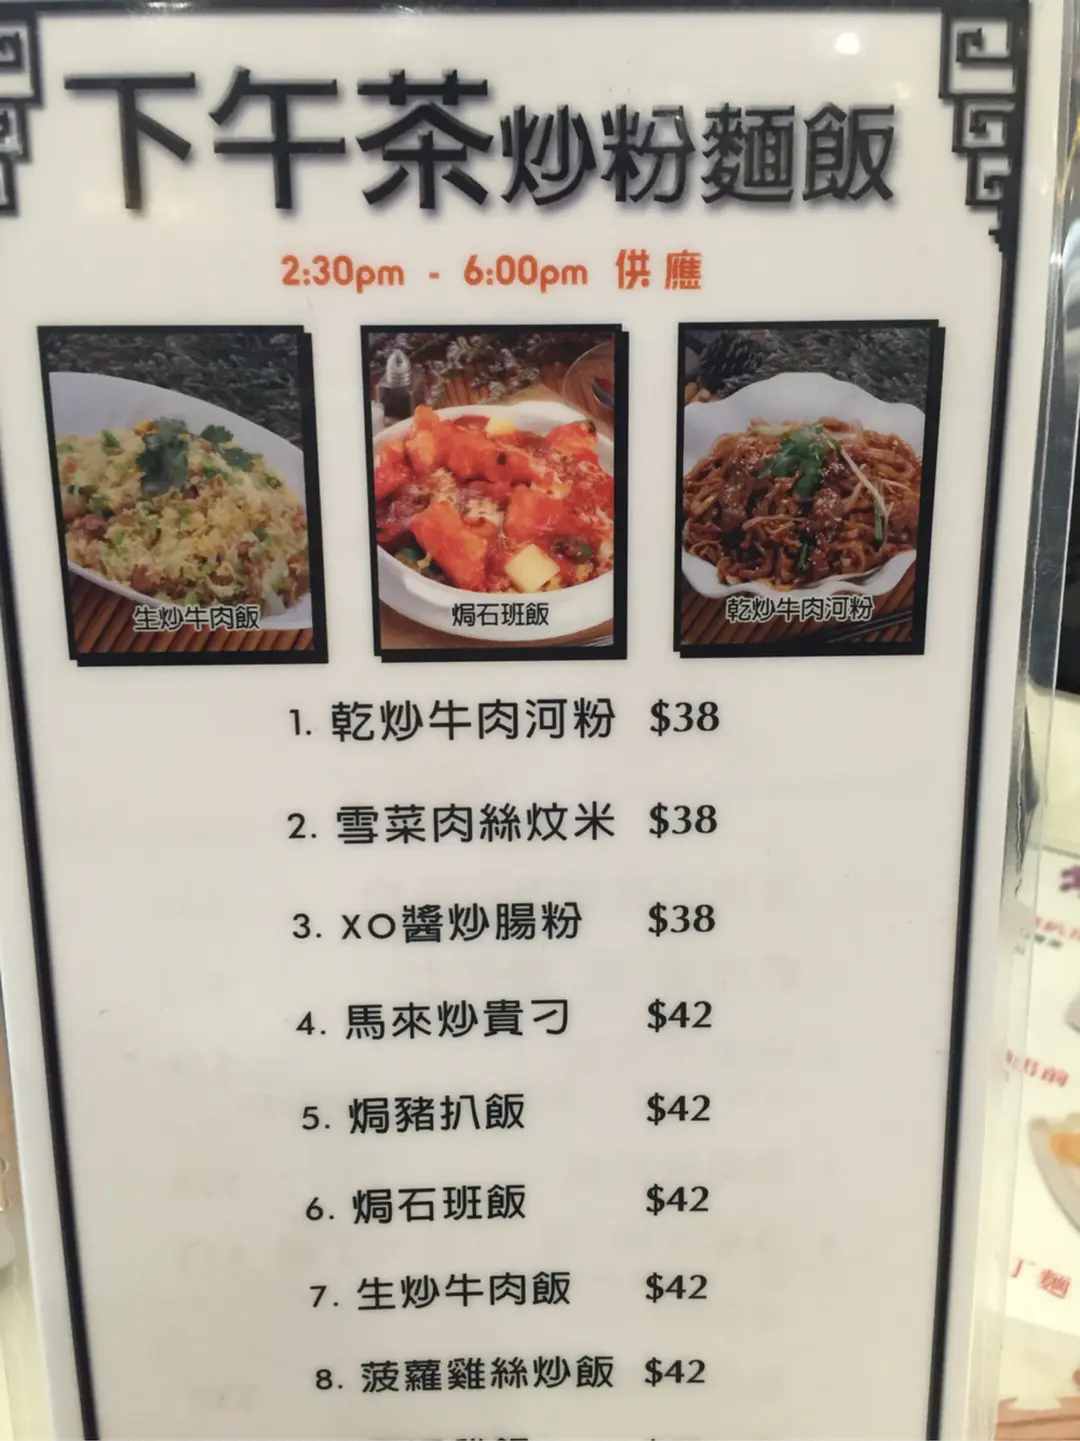 下午茶炒粉麵飯
2:30pm - 6:00pm 供應
生炒牛肉飯
焗石班飯
乾炒牛肉河粉
1. 乾炒牛肉河粉 $38
2. 雪菜肉絲炆米 $38
3. XO醬炒腸粉 $38
4. 馬來炒貴刁 $42
5. 焗豬扒飯 $42
6. 焗石班飯 $42
7. 生炒牛肉飯 $42
8. 菠蘿雞絲炒飯 $42
丁麵